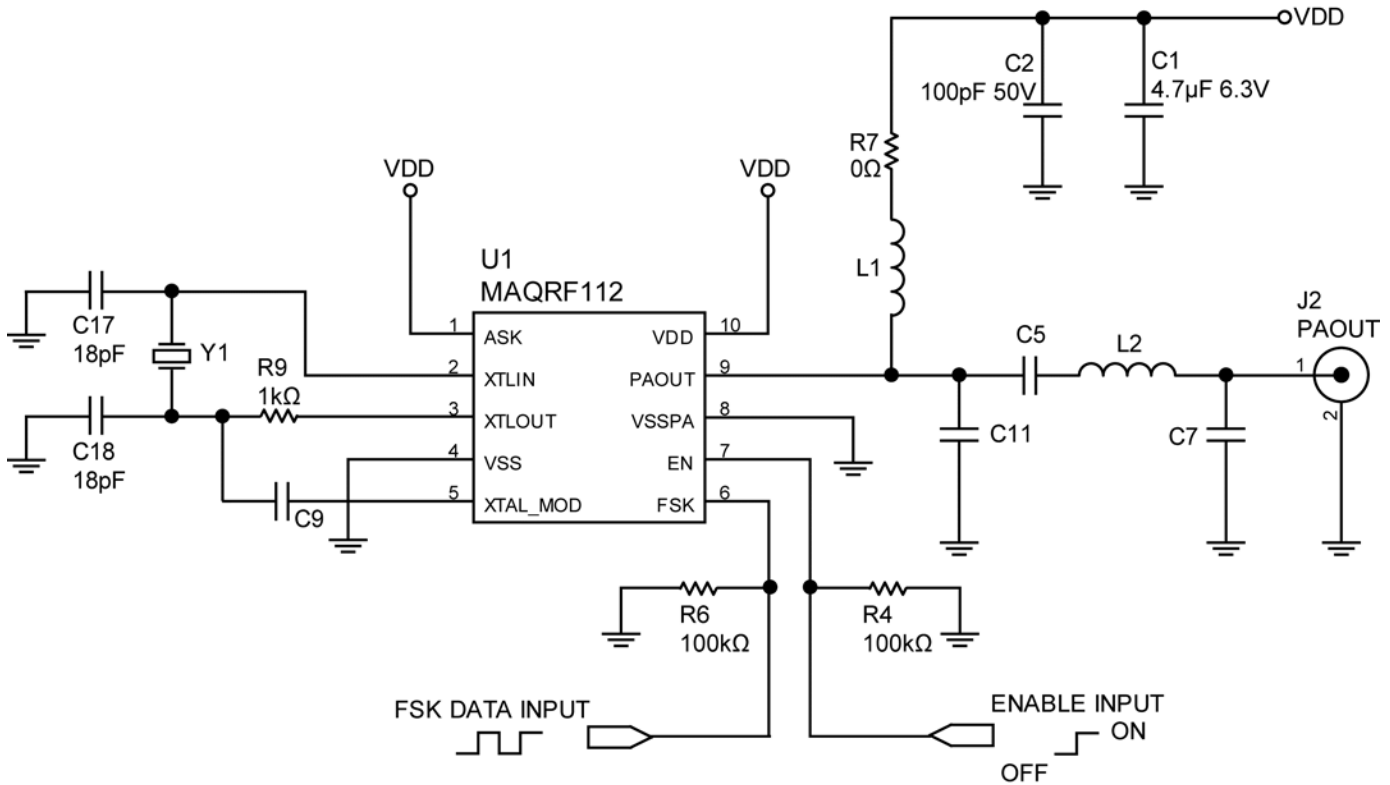 VDD
C2
100pF 50V
C1
4.7µF 6.3V
R7
0Ω
VDD
VDD
L1
U1
MAQRF112
C17
18pF
Y1
R9
1kΩ
C18
18pF
C9
1 ASK
2 XTLIN
3 XTLOUT
4 VSS
5 XTAL_MOD
VDD 10
PAOUT 9
VSSPA 8
EN 7
FSK 6
C5
L2
J2
PAOUT
1
2
C11
C7
R6
100kΩ
R4
100kΩ
FSK DATA INPUT
ENABLE INPUT
ON
OFF